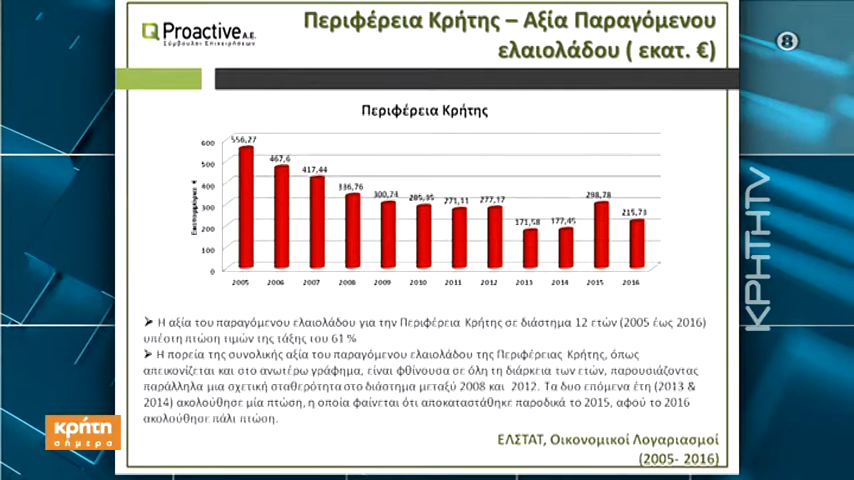 Proactive Α.Ε.
Σύμβουλοι Επιχειρήσεων
Περιφέρεια Κρήτης – Αξία Παραγόμενου
ελαιολάδου ( εκατ. €)
8
Περιφέρεια Κρήτης
Εκατομμύρια €
600
500
400
300
200
100
0
556,27
467,6
417,44
336,76
300,74
285,35
271,11
277,17
171,58
177,45
298,78
215,73
2005 2006 2007 2008 2009 2010 2011 2012 2013 2014 2015 2016
➤ Η αξία του παραγόμενου ελαιολάδου για την Περιφέρεια Κρήτης σε διάστημα 12 ετών (2005 έως 2016)
υπέστη πτώση τιμών της τάξης του 61 %
➤ Η πορεία της συνολικής αξία του παραγόμενου ελαιολάδου της Περιφέρειας Κρήτης, όπως
απεικονίζεται και στο ανωτέρω γράφημα, είναι φθίνουσα σε όλη τη διάρκεια των ετών, παρουσιάζοντας
παράλληλα μια σχετική σταθερότητα στο διάστημα μεταξύ 2008 και 2012. Τα δυο επόμενα έτη (2013 &
2014) ακολούθησε μία πτώση, η οποία φαίνεται ότι αποκαταστάθηκε παροδικά το 2015, αφού το 2016
ακολούθησε πάλι πτώση.
ΕΛΣΤΑΤ, Οικονομικοί Λογαριασμοί
(2005- 2016)
κρήτη
σήμερα
ΚΡΗΤΗTV